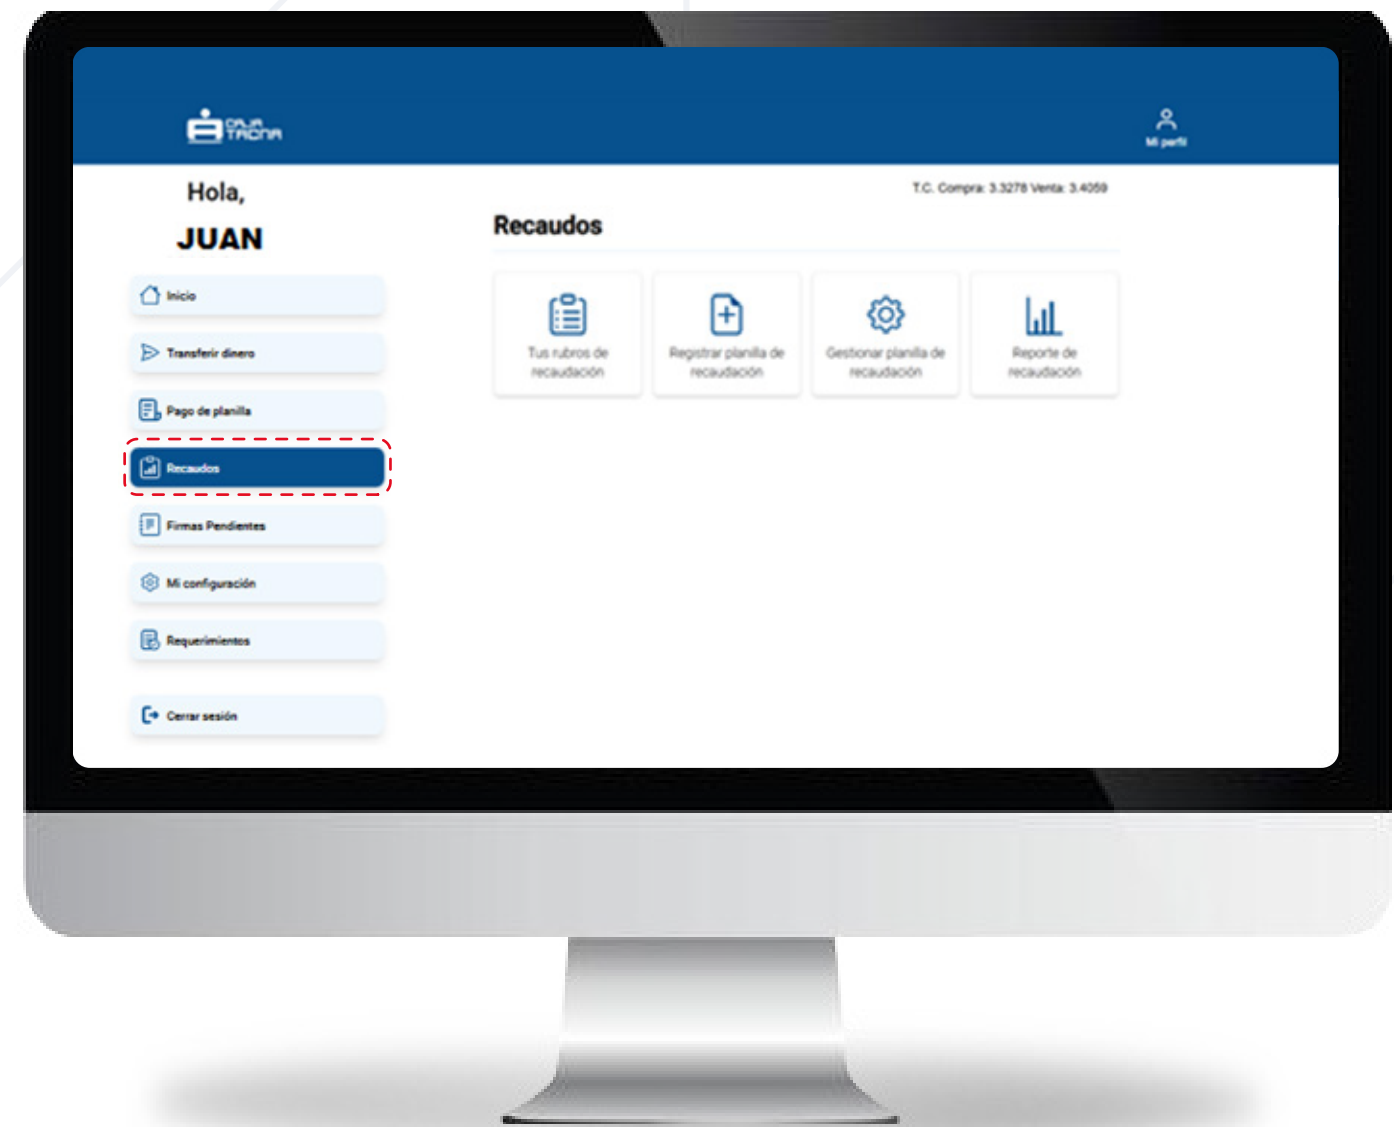 CAJA
TACNA
Mi perfil
Hola,
JUAN
T.C. Compra: 3.3278 Venta: 3.4059
Recaudos
Inicio
Transferir dinero
Pago de planilla
Recaudos
Firmas Pendientes
Mi configuración
Requerimientos
Cerrar sesión
Tus rubros de
recaudación
Registrar planilla de
recaudación
Gestionar planilla de
recaudación
Reporte de
recaudación